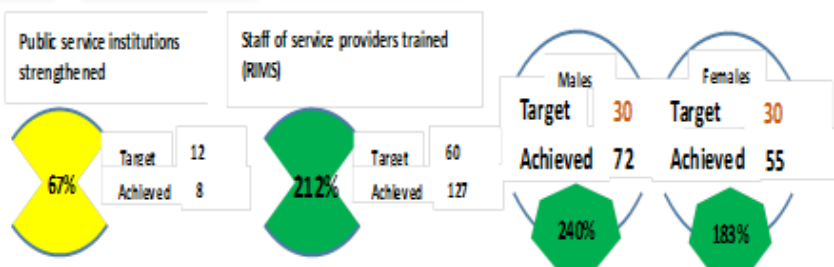 Public service institutions
strengthened
Staff of service providers trained
(RIMS)
67%
Target 12
Achieved 8
212%
Target 60
Achieved 127
Males
Target 30
Achieved 72
240%
Females
Target 30
Achieved 55
183%